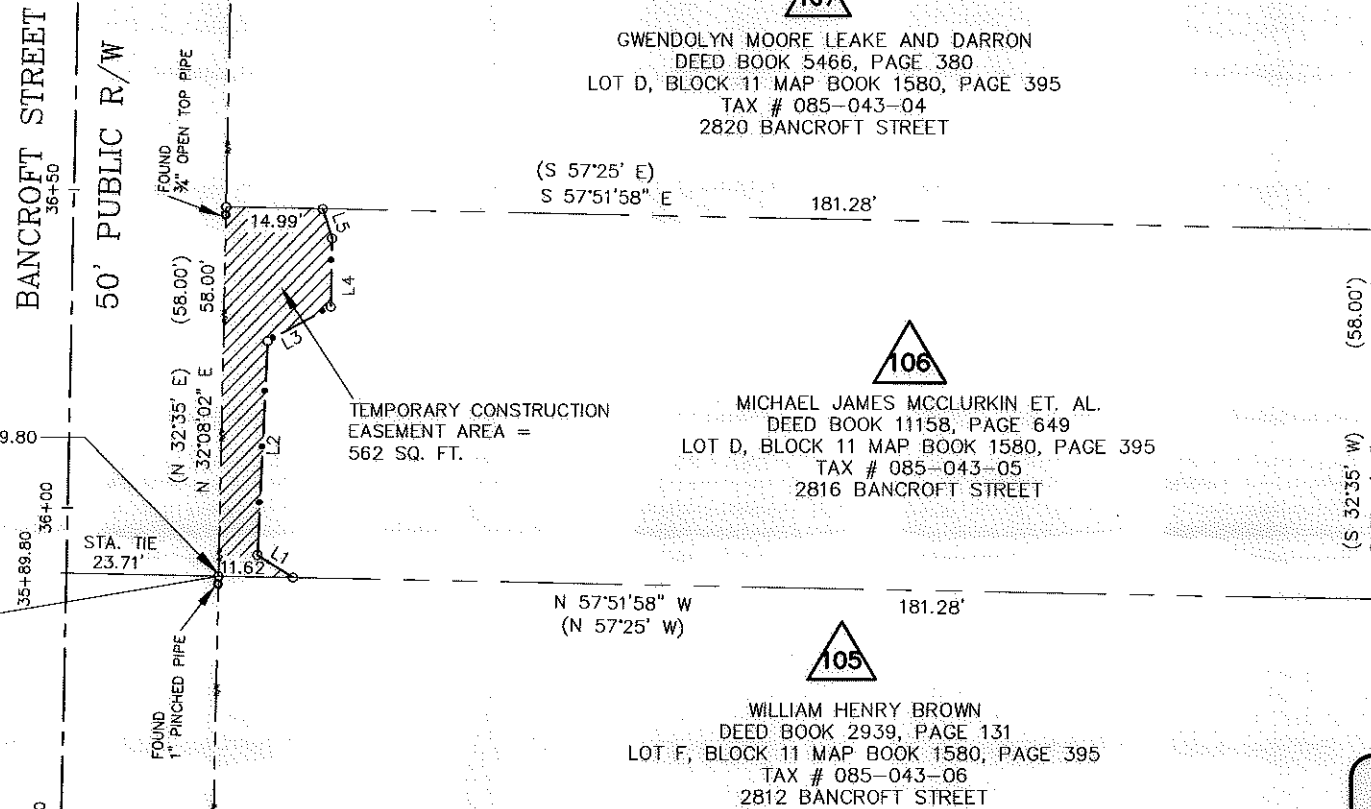 BANCROFT STREET
50' PUBLIC R/W
36+50
FOUND
¾" OPEN TOP PIPE
107
GWENDOLYN MOORE LEAKE AND DARRON
DEED BOOK 5466, PAGE 380
LOT D, BLOCK 11 MAP BOOK 1580, PAGE 395
TAX # 085-043-04
2820 BANCROFT STREET
(S 57°25' E)
S 57°51'58" E
181.28'
14.99'
L5
L4
L3
L2
L1
(N 32°35' E) (58.00')
N 32°08'02" E 58.00'
TEMPORARY CONSTRUCTION
EASEMENT AREA =
562 SQ. FT.
106
MICHAEL JAMES MCCLURKIN ET. AL.
DEED BOOK 11158, PAGE 649
LOT D, BLOCK 11 MAP BOOK 1580, PAGE 395
TAX # 085-043-05
2816 BANCROFT STREET
(S 32°35' W) (58.00')
9.80
36+00
35+89.80
STA. TIE
23.71'
11.62
N 57°51'58" W
(N 57°25' W)
181.28'
FOUND
1" PINCHED PIPE
105
WILLIAM HENRY BROWN
DEED BOOK 2939, PAGE 131
LOT F, BLOCK 11 MAP BOOK 1580, PAGE 395
TAX # 085-043-06
2812 BANCROFT STREET